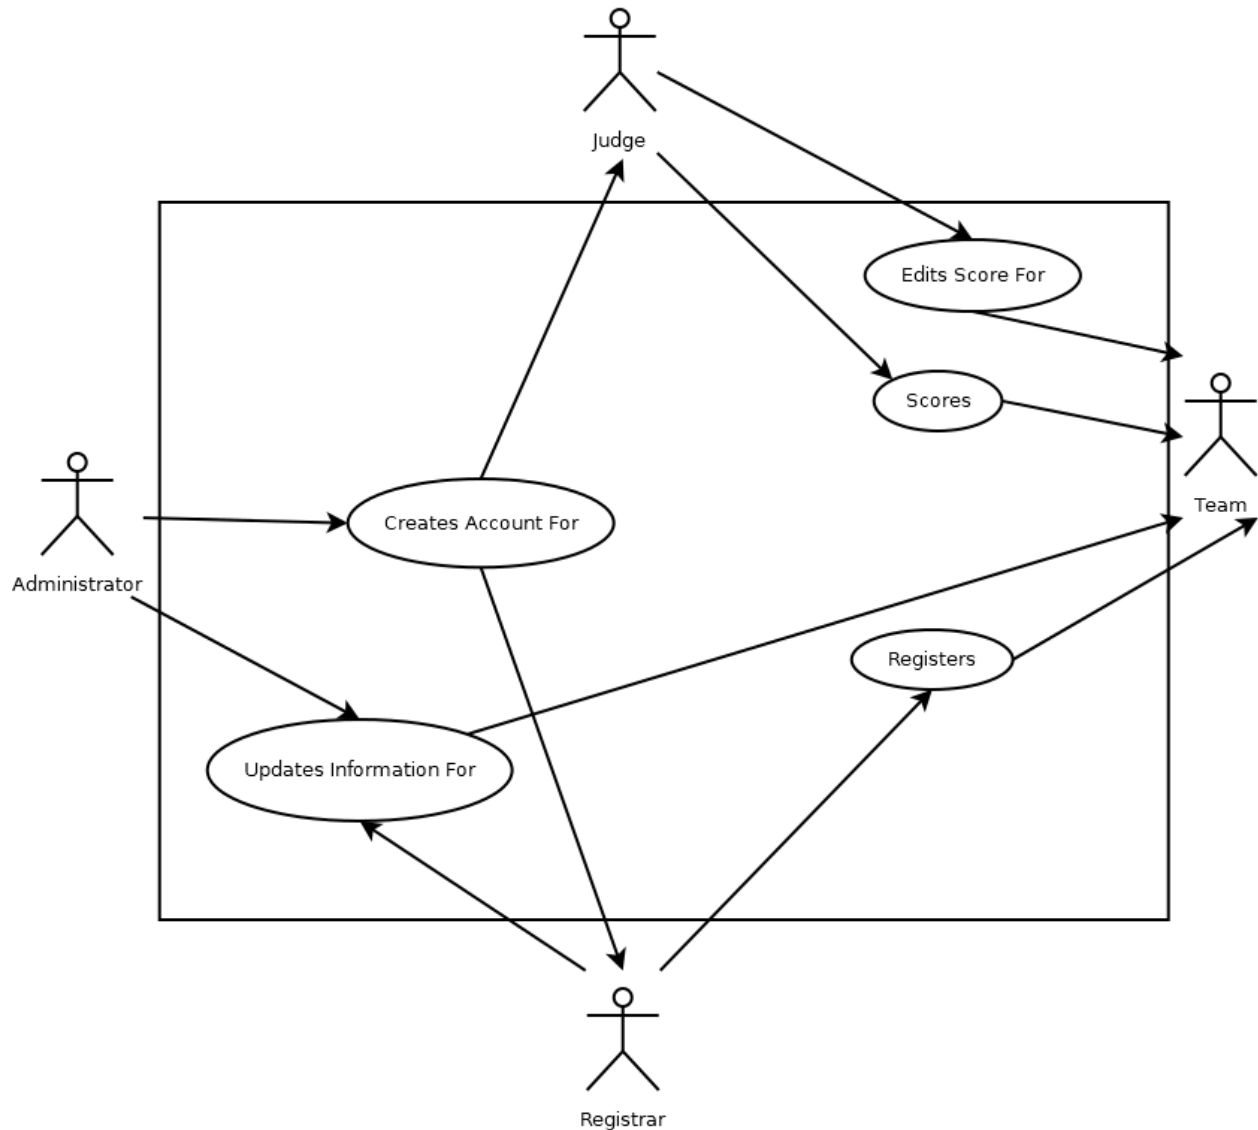 Judge
Edits Score For
Scores
Team
Creates Account For
Administrator
Registers
Updates Information For
Registrar